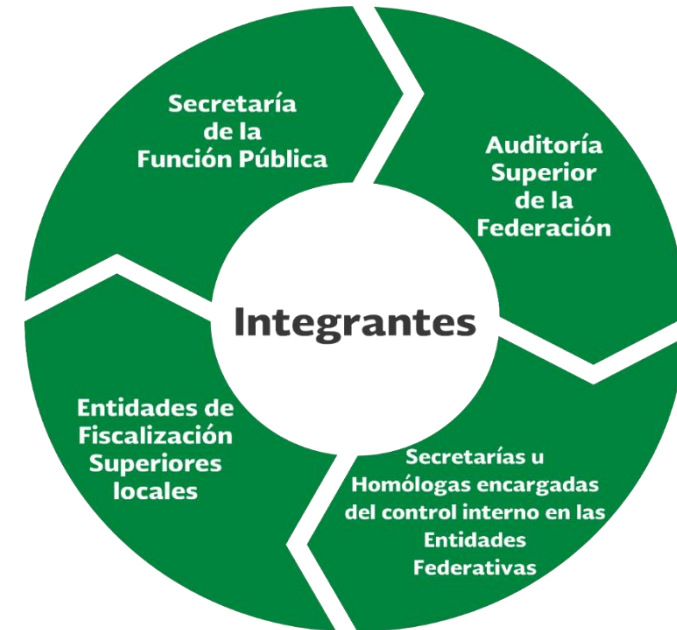 Secretaría
de la
Función Pública
Auditoría
Superior
de la
Federación
Integrantes
Entidades de
Fiscalización
Superiores
locales
Secretarías u
Homólogas encargadas
del control interno en las
Entidades
Federativas